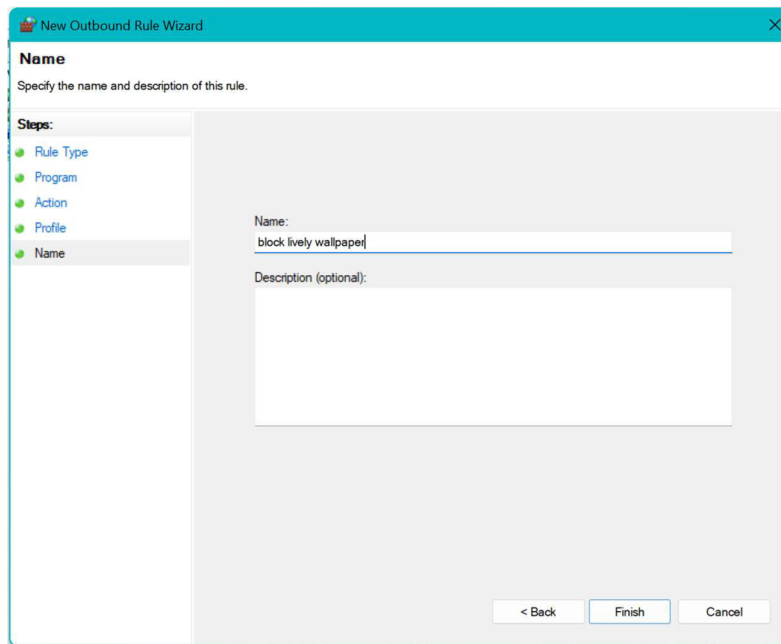 New Outbound Rule Wizard
Name
Specify the name and description of this rule.
Steps:
Rule Type
Program
Action
Profile
Name
Name:
block lively wallpaper
Description (optional):
< Back
Finish
Cancel